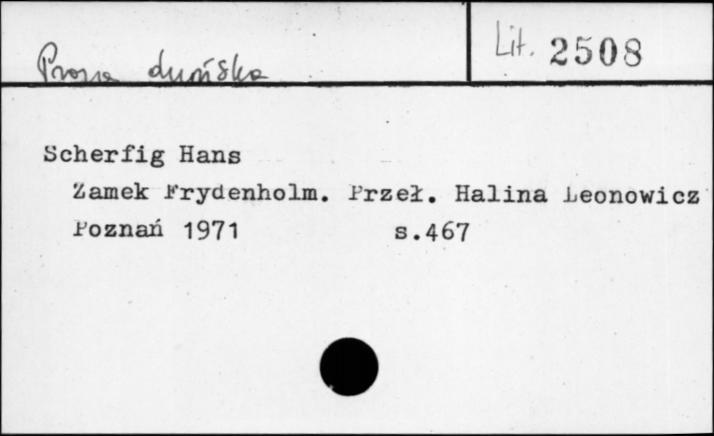 Proza duńska
Lit. 2508
Scherfig Hans
Zamek Frydenholm. Przeł. Halina Leonowicz
Poznań 1971 s.467